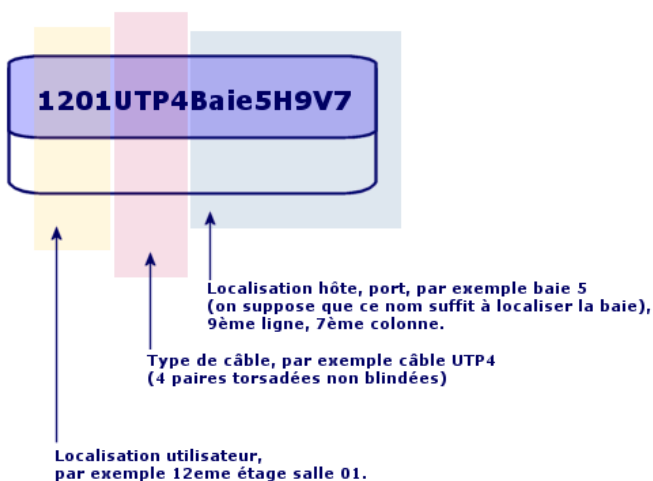 1201UTP4Baie5H9V7
Localisation hôte, port, par exemple baie 5
(on suppose que ce nom suffit à localiser la baie),
9ème ligne, 7ème colonne.
Type de câble, par exemple câble UTP4
(4 paires torsadées non blindées)
Localisation utilisateur,
par exemple 12eme étage salle 01.